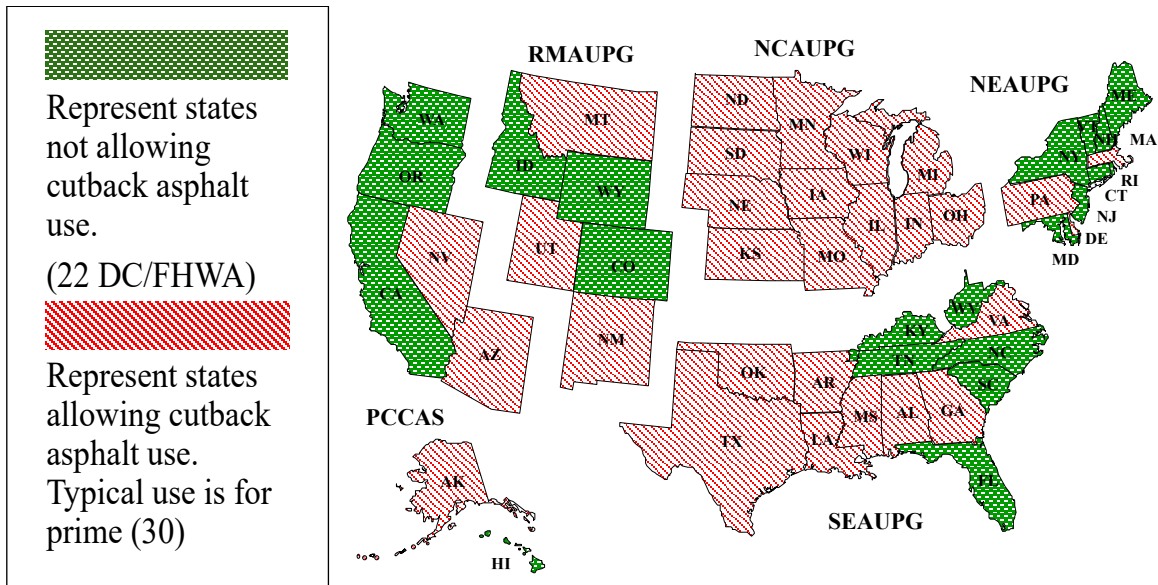 Represent states
not allowing
cutback asphalt
use.
(22 DC/FHWA)
Represent states
allowing cutback
asphalt use.
Typical use is for
prime (30)
RMAUPG
NCAUPG
NEAUPG
PCCAS
SEAUPG
WA
OR
CA
NV
AZ
AK
HI
MT
ID
WY
UT
CO
NM
ND
SD
NE
KS
MN
IA
MO
WI
IL
MI
IN
OH
ME
VT
NH
MA
NY
RI
CT
PA
NJ
DE
MD
WV
VA
KY
TN
NC
SC
OK
AR
TX
LA
MS
AL
GA
FL